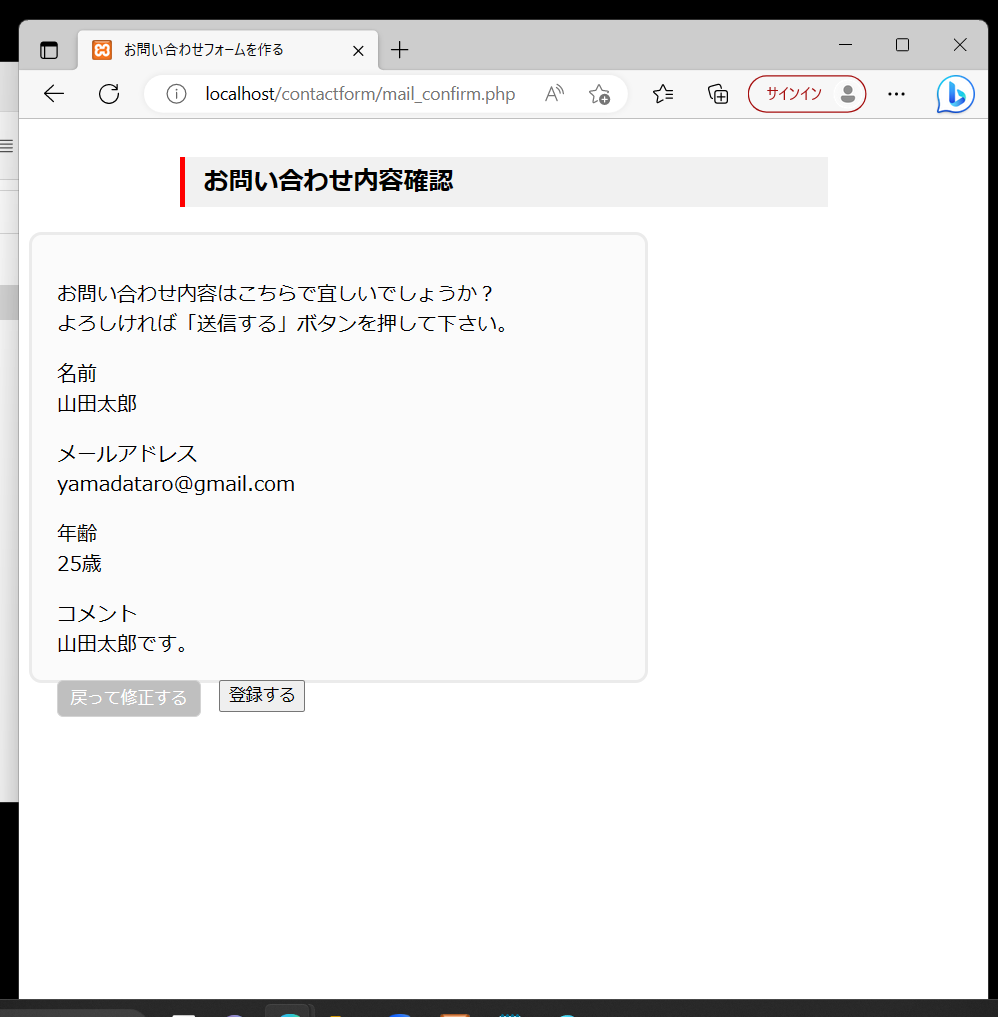 お問い合わせフォームを作る
localhost/contactform/mail_confirm.php
サインイン
お問い合わせ内容確認
お問い合わせ内容はこちらで宜しいでしょうか？
よろしければ「送信する」ボタンを押して下さい。
名前
山田太郎
メールアドレス
yamadataro@gmail.com
年齢
25歳
コメント
山田太郎です。
戻って修正する
登録する